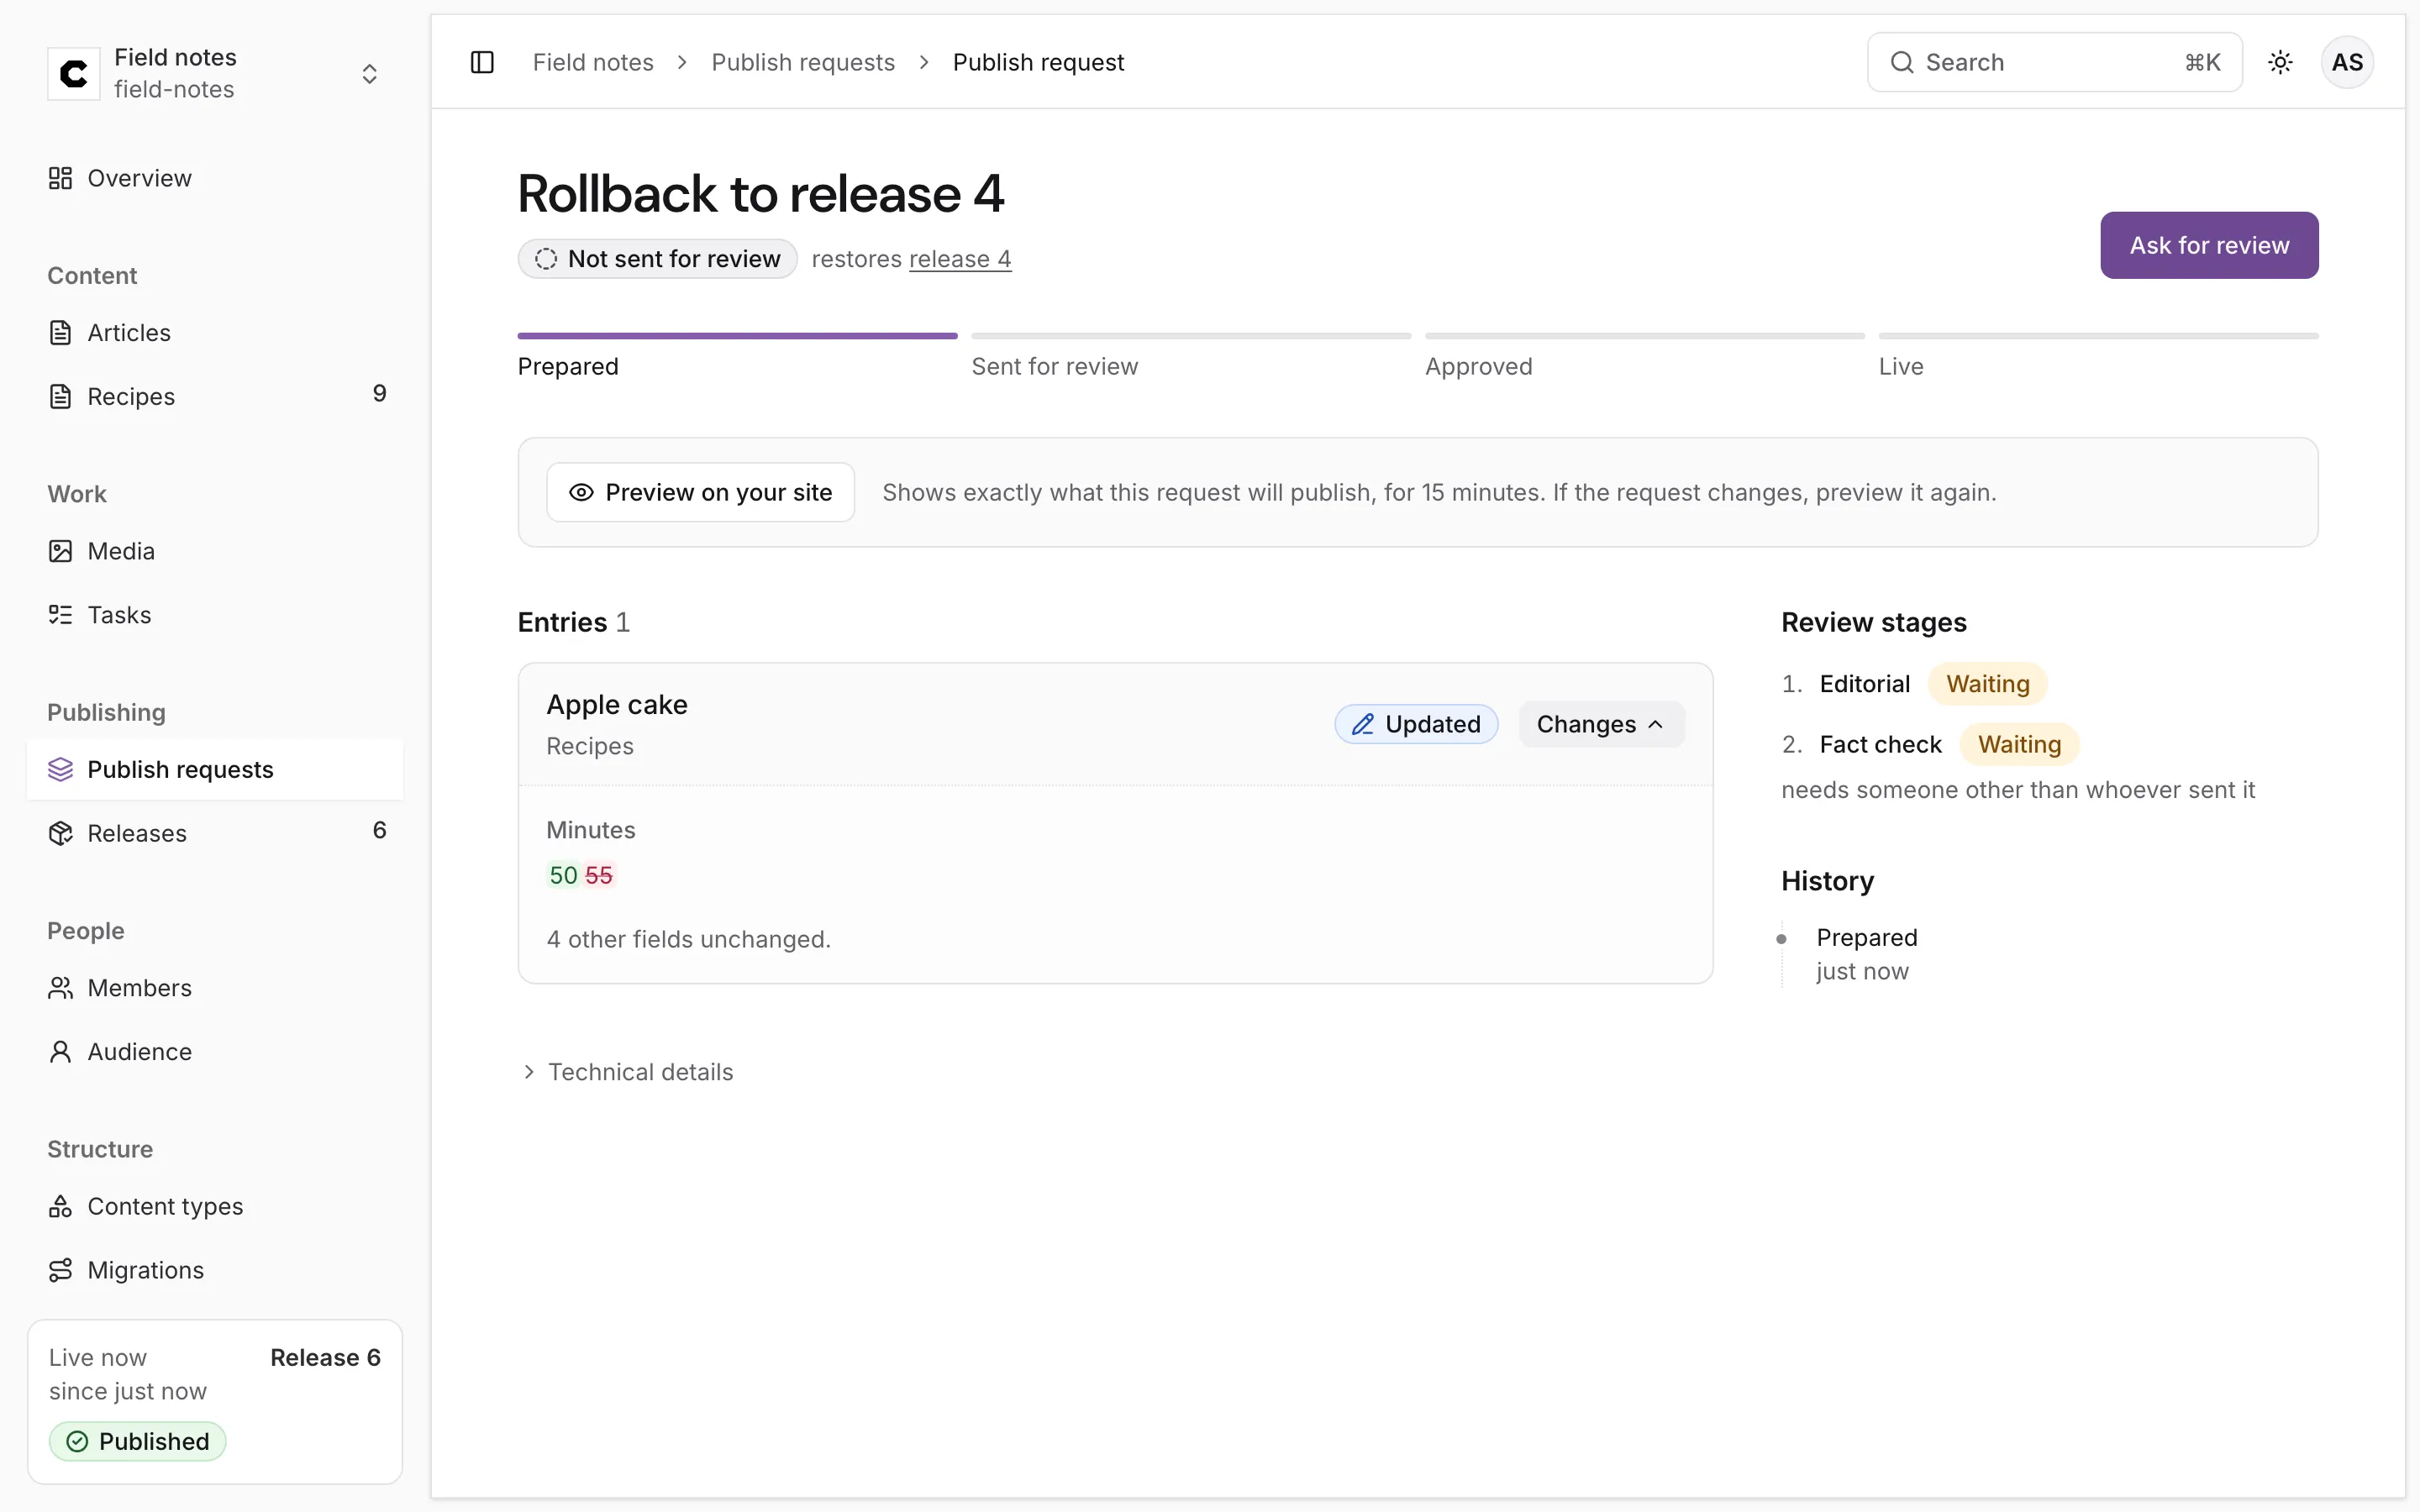 Field notes
field-notes
Overview
Content
Articles
Recipes 9
Work
Media
Tasks
Publishing
Publish requests
Releases 6
People
Members
Audience
Structure
Content types
Migrations
Live now Release 6
since just now
Published
Field notes > Publish requests > Publish request
Search ⌘K
AS
Rollback to release 4
Not sent for review restores release 4
Ask for review
Prepared Sent for review Approved Live
Preview on your site Shows exactly what this request will publish, for 15 minutes. If the request changes, preview it again.
Entries 1
Apple cake
Recipes
Updated Changes
Minutes
50 55
4 other fields unchanged.
Technical details
Review stages
1. Editorial Waiting
2. Fact check Waiting
needs someone other than whoever sent it
History
Prepared
just now